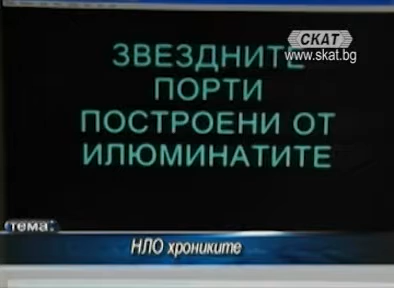 СКАТ
www.skat.bg
ЗВЕЗДНИТЕ
ПОРТИ
ПОСТРОЕНИ ОТ
ИЛЮМИНАТИТЕ
тема:
НЛО хрониките